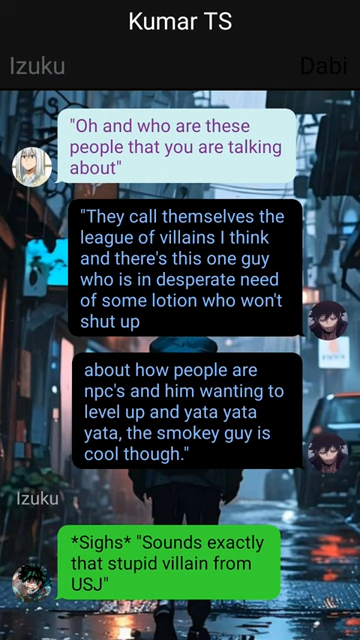 Kumar TS
Izuku
Dabi
"Oh and who are these
people that you are talking
about"
"They call themselves the
league of villains I think
and there's this one guy
who is in desperate need
of some lotion who won't
shut up
about how people are
npc's and him wanting to
level up and yata yata
yata, the smokey guy is
cool though."
Izuku
*Sighs* "Sounds exactly
that stupid villain from
USJ"